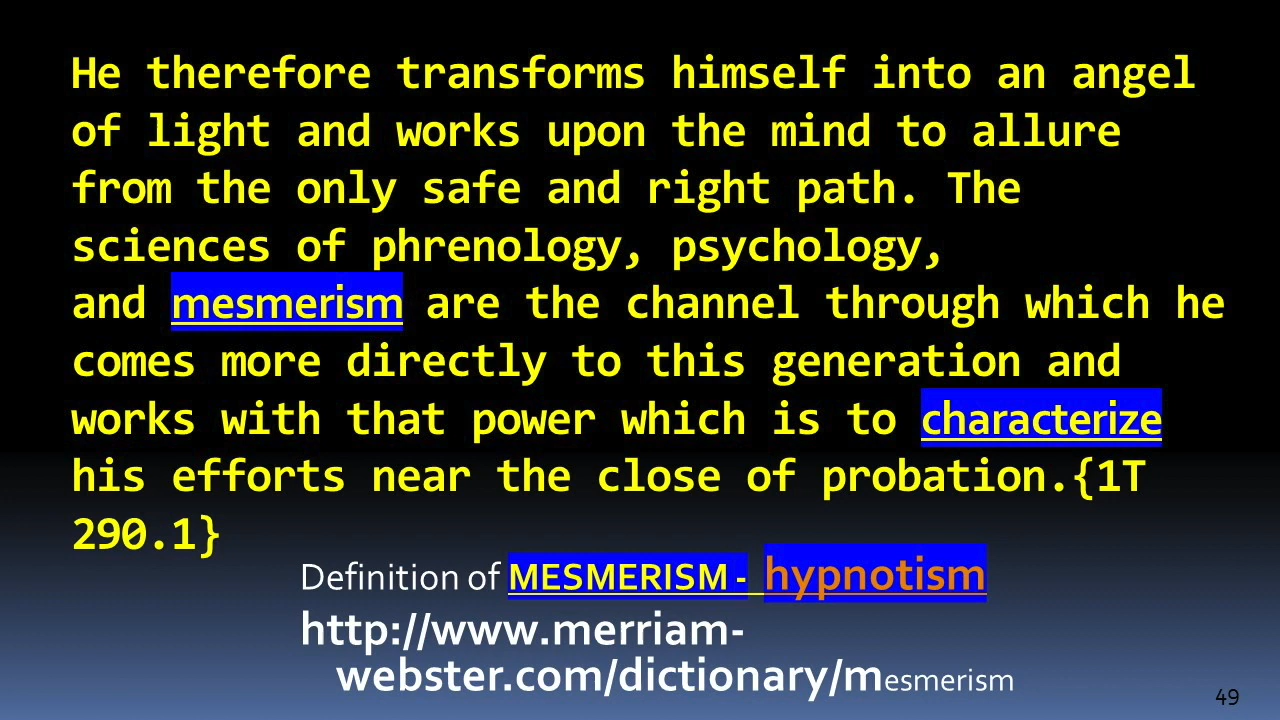 He therefore transforms himself into an angel
of light and works upon the mind to allure
from the only safe and right path. The
sciences of phrenology, psychology,
and mesmerism are the channel through which he
comes more directly to this generation and
works with that power which is to characterize
his efforts near the close of probation.{1T
290.1}
Definition of MESMERISM - hypnotism
http://www.merriam-
webster.com/dictionary/mesmerism
49